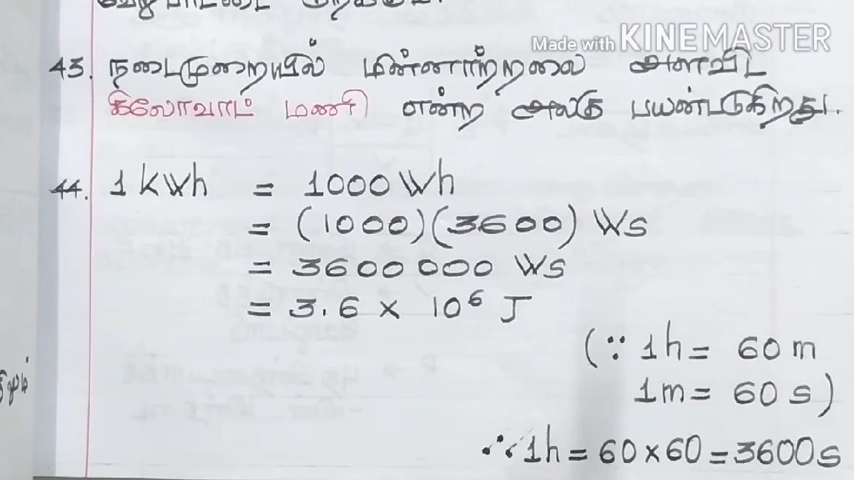 Made with KINEMASTER
43. நடைமுறையில் மின்னாற்றலை அளவிட
கிலோவாட் மணி என்ற அலகு பயன்படுகிறது.
44. 1 kWh = 1000 Wh
= (1000) (3600) Ws
= 3600 000 Ws
= 3.6 × 10⁶ J
(∵ 1h = 60 m
1m = 60 s)
∴ 1h = 60 × 60 = 3600s